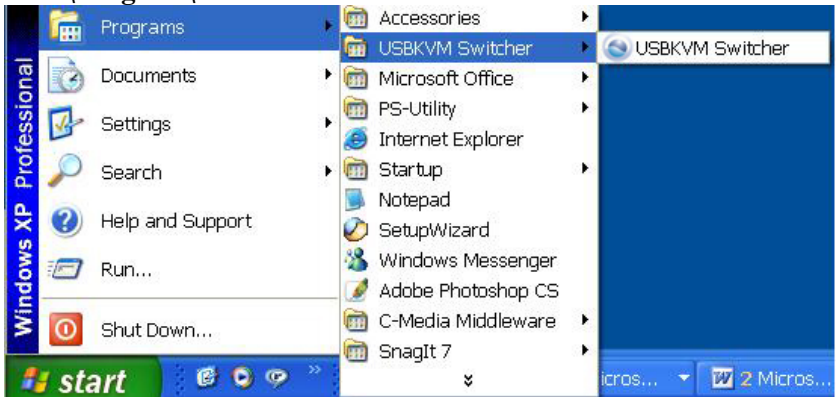 Windows XP Professional
Programs
Documents
Settings
Search
Help and Support
Run...
Shut Down...
Accessories
USBKVM Switcher
Microsoft Office
PS-Utility
Internet Explorer
Startup
Notepad
SetupWizard
Windows Messenger
Adobe Photoshop CS
C-Media Middleware
SnagIt 7
USBKVM Switcher
start
icros...
2 Micros...